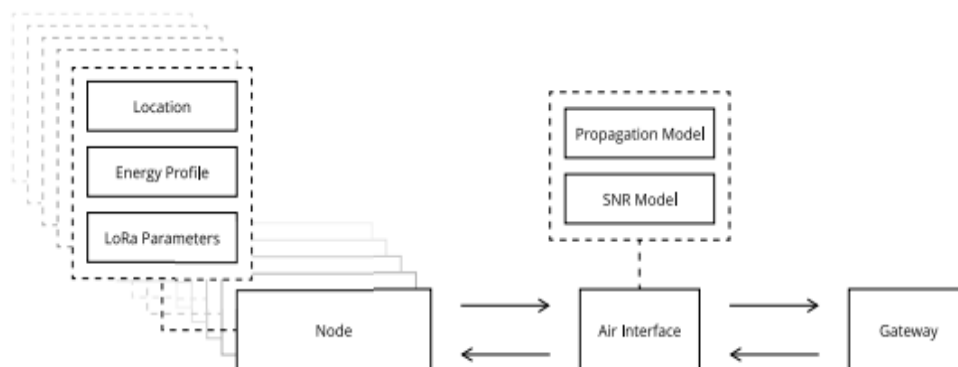 Location
Energy Profile
LoRa Parameters
Propagation Model
SNR Model
Node
Air Interface
Gateway